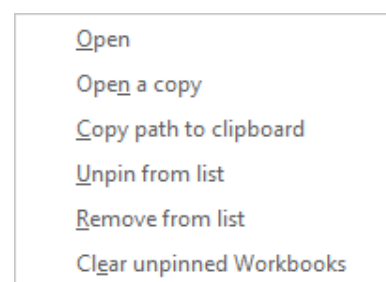 Open
Open a copy
Copy path to clipboard
Unpin from list
Remove from list
Clear unpinned Workbooks